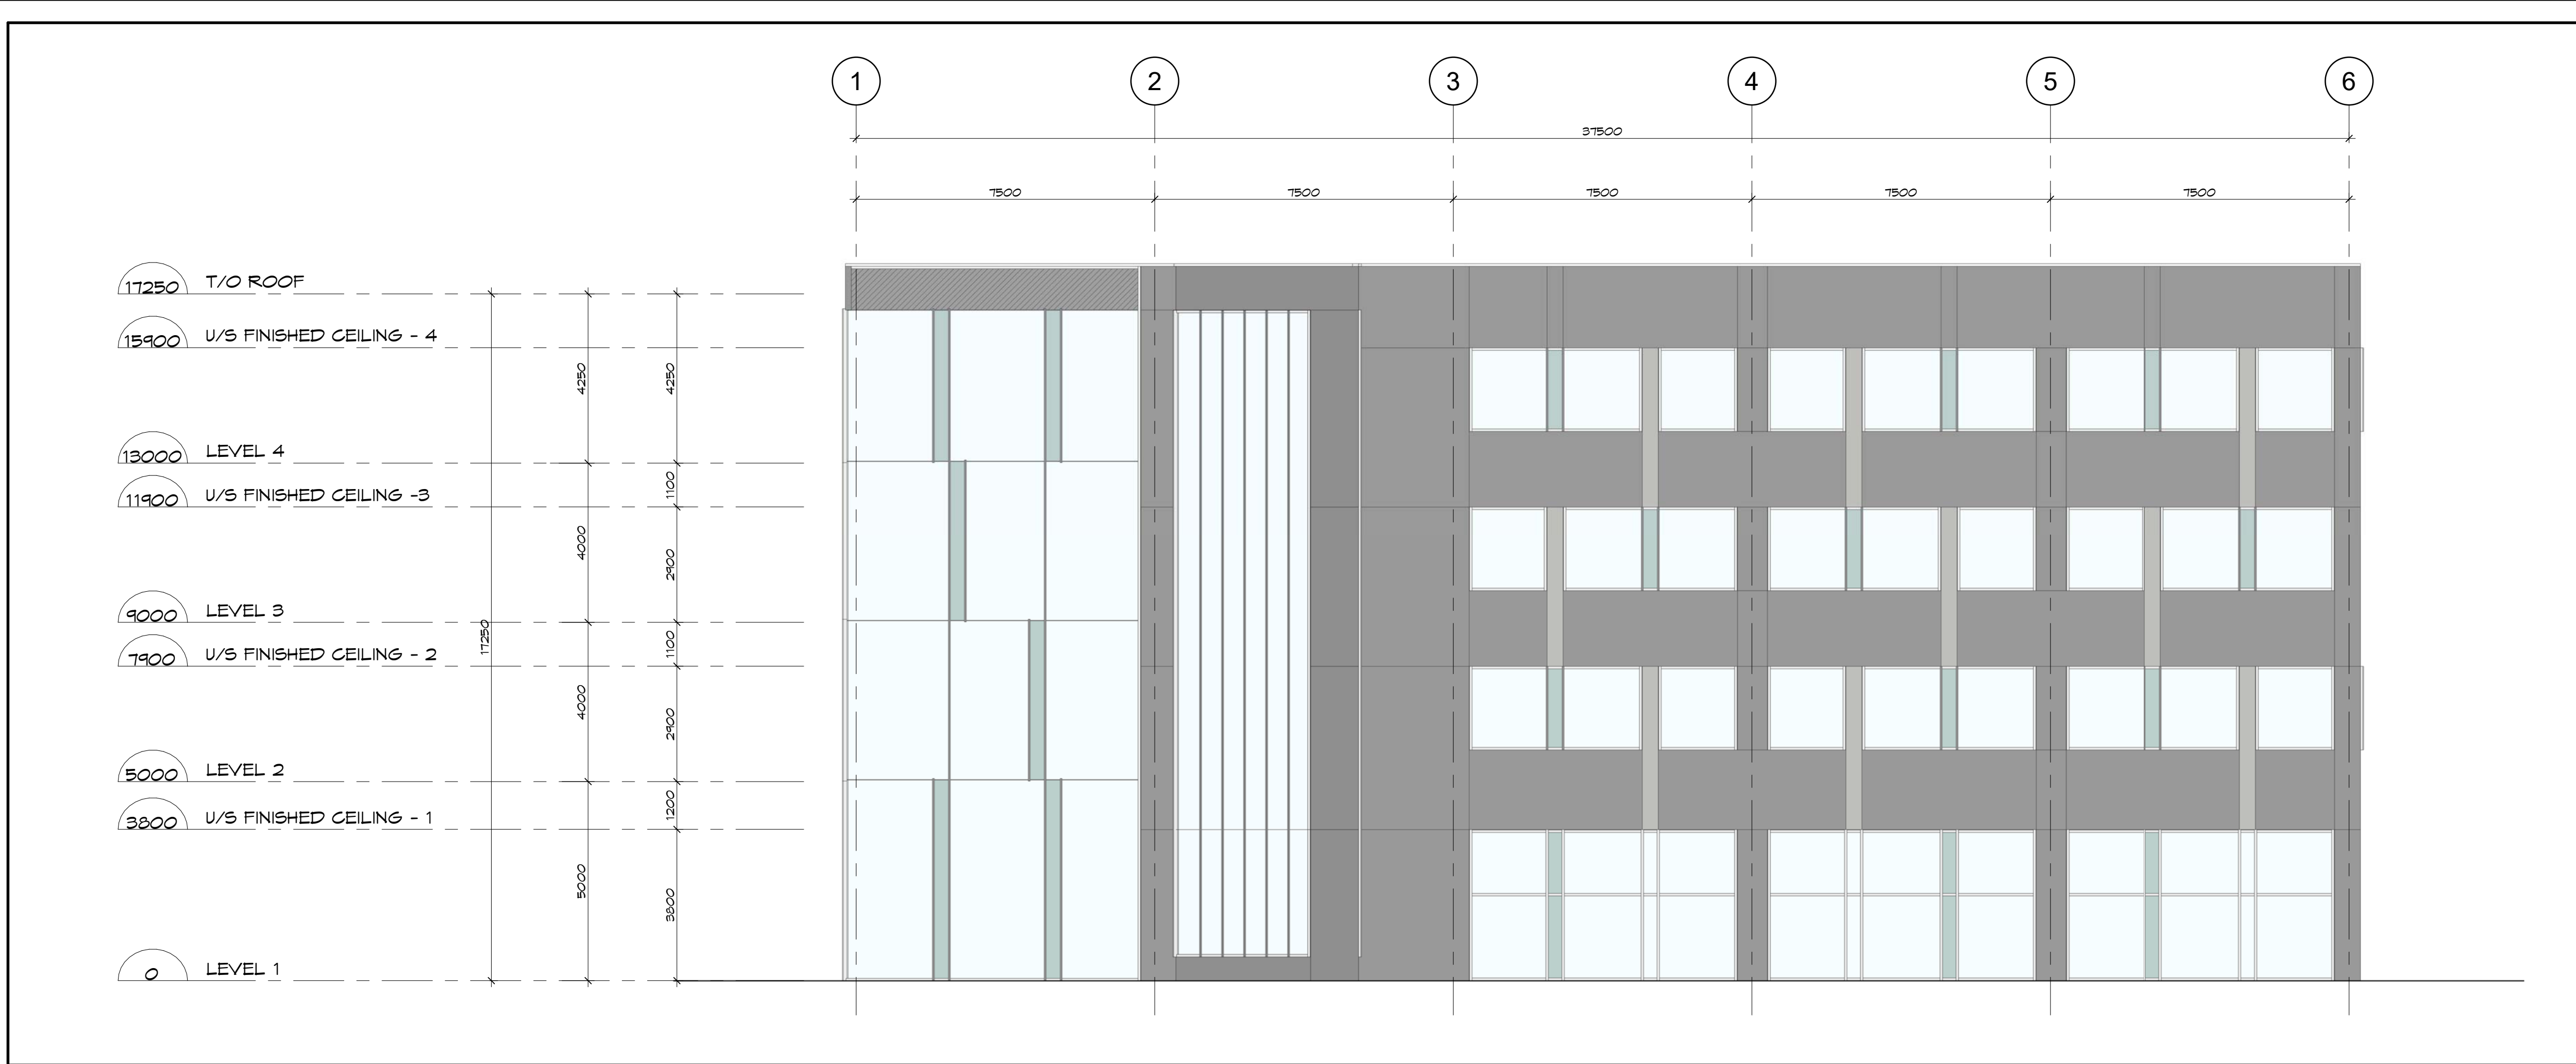 1 2 3 4 5 6
37500
7500 7500 7500 7500 7500
17250 T/O ROOF
15900 U/S FINISHED CEILING - 4
4250 4250
13000 LEVEL 4
1100
11900 U/S FINISHED CEILING -3
4000 2900
9000 LEVEL 3
17250 1100
7900 U/S FINISHED CEILING - 2
4000 2900
5000 LEVEL 2
1200
3800 U/S FINISHED CEILING - 1
5000 3800
0 LEVEL 1